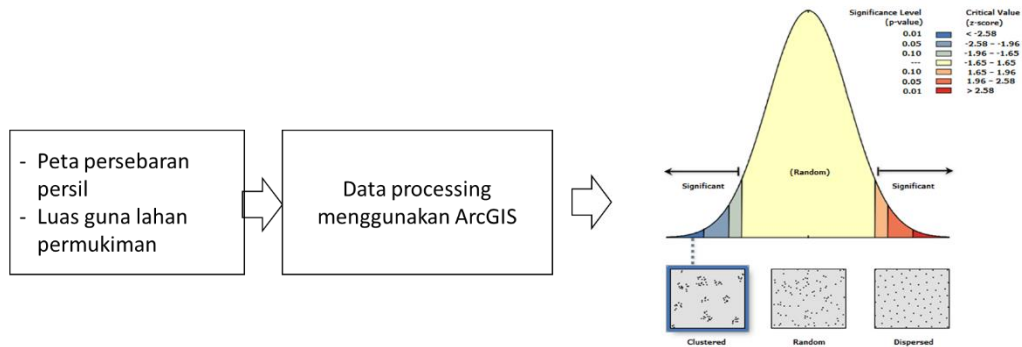 - Peta persebaran
persil
- Luas guna lahan
permukiman
Data processing
menggunakan ArcGIS
Significance Level
(p-value)
Critical Value
(z-score)
0.01 < -2.58
0.05 -2.58 – -1.96
0.10 -1.96 – -1.65
--- -1.65 – 1.65
0.10 1.65 – 1.96
0.05 1.96 – 2.58
0.01 > 2.58
(Random)
Significant
Significant
Clustered
Random
Dispersed